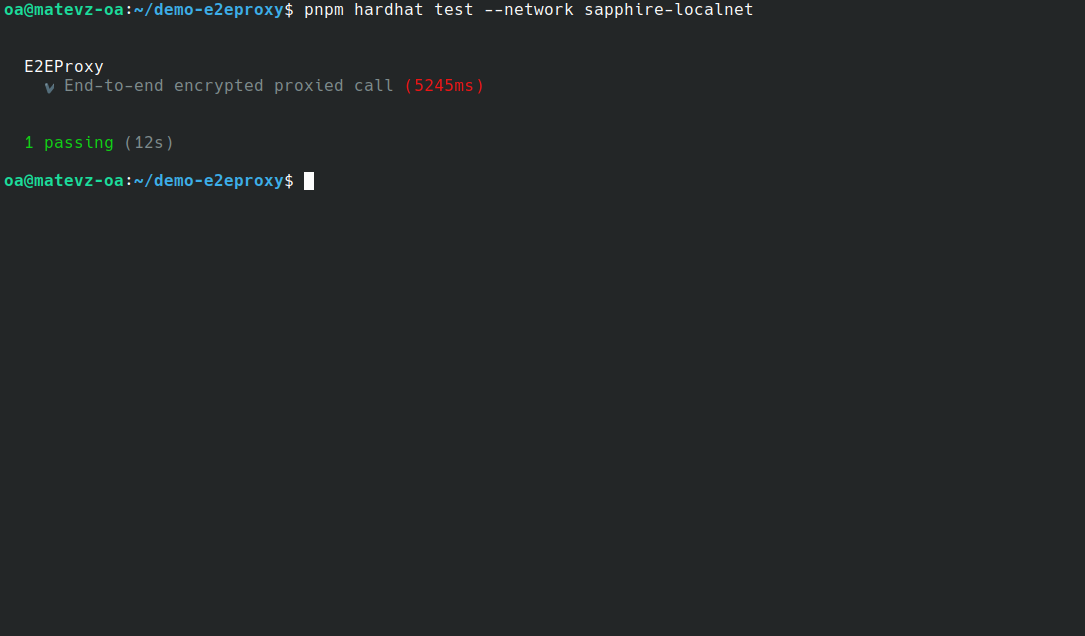 oa@matevz-oa:~/demo-e2eproxy$ pnpm hardhat test --network sapphire-localnet
E2EProxy
✔ End-to-end encrypted proxied call (5245ms)
1 passing (12s)
oa@matevz-oa:~/demo-e2eproxy$